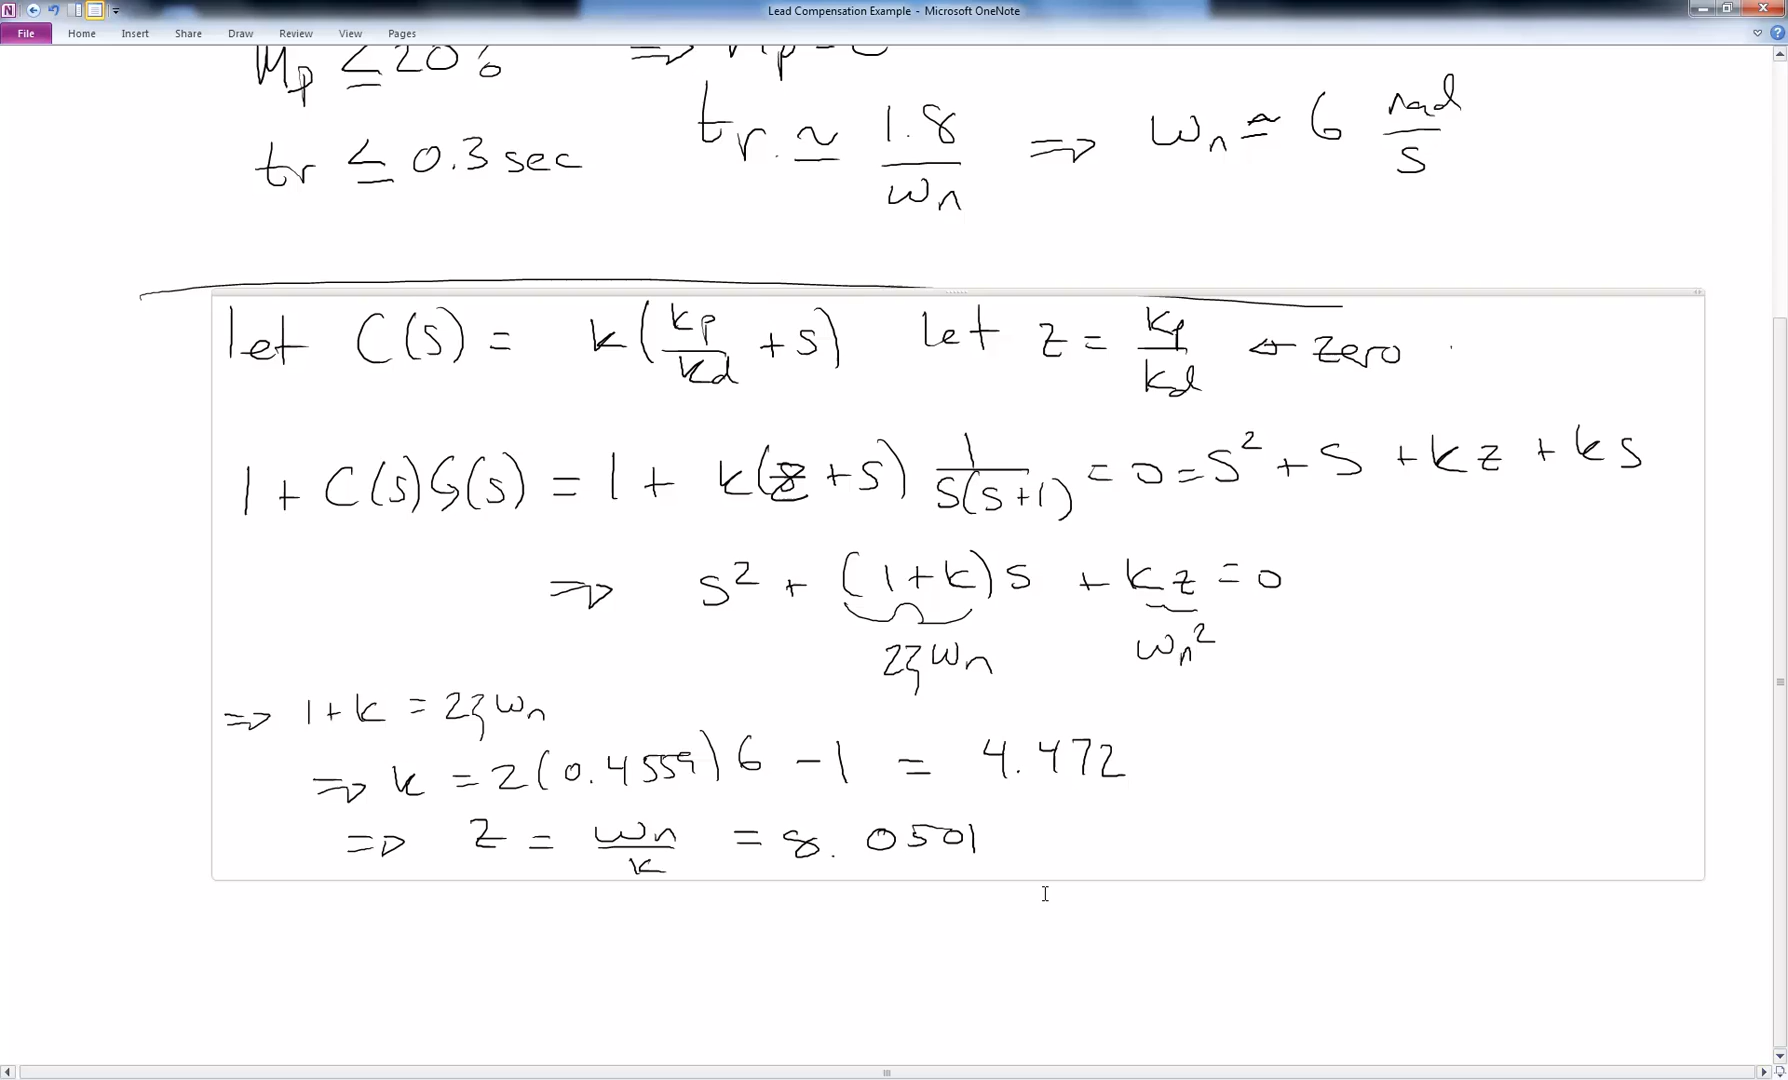 Lead Compensation Example - Microsoft OneNote
File Home Insert Share Draw Review View Pages
Mp ≤ 20%
tr ≤ 0.3 sec
tr ≃ 1.8/ωn ⇒ ωn ≃ 6 rad/s
let C(s) = k(kp/kd + s) let z = kp/kd ← zero
1 + C(s)G(s) = 1 + k(z + s) 1/s(s+1) = 0 = s² + s + kz + ks
⇒ s² + (1+k)s + kz = 0
2ζωn ωn²
⇒ 1+k = 2ζωn
⇒ k = 2(0.4559)6 - 1 = 4.472
⇒ z = ωn/k = 8.0501